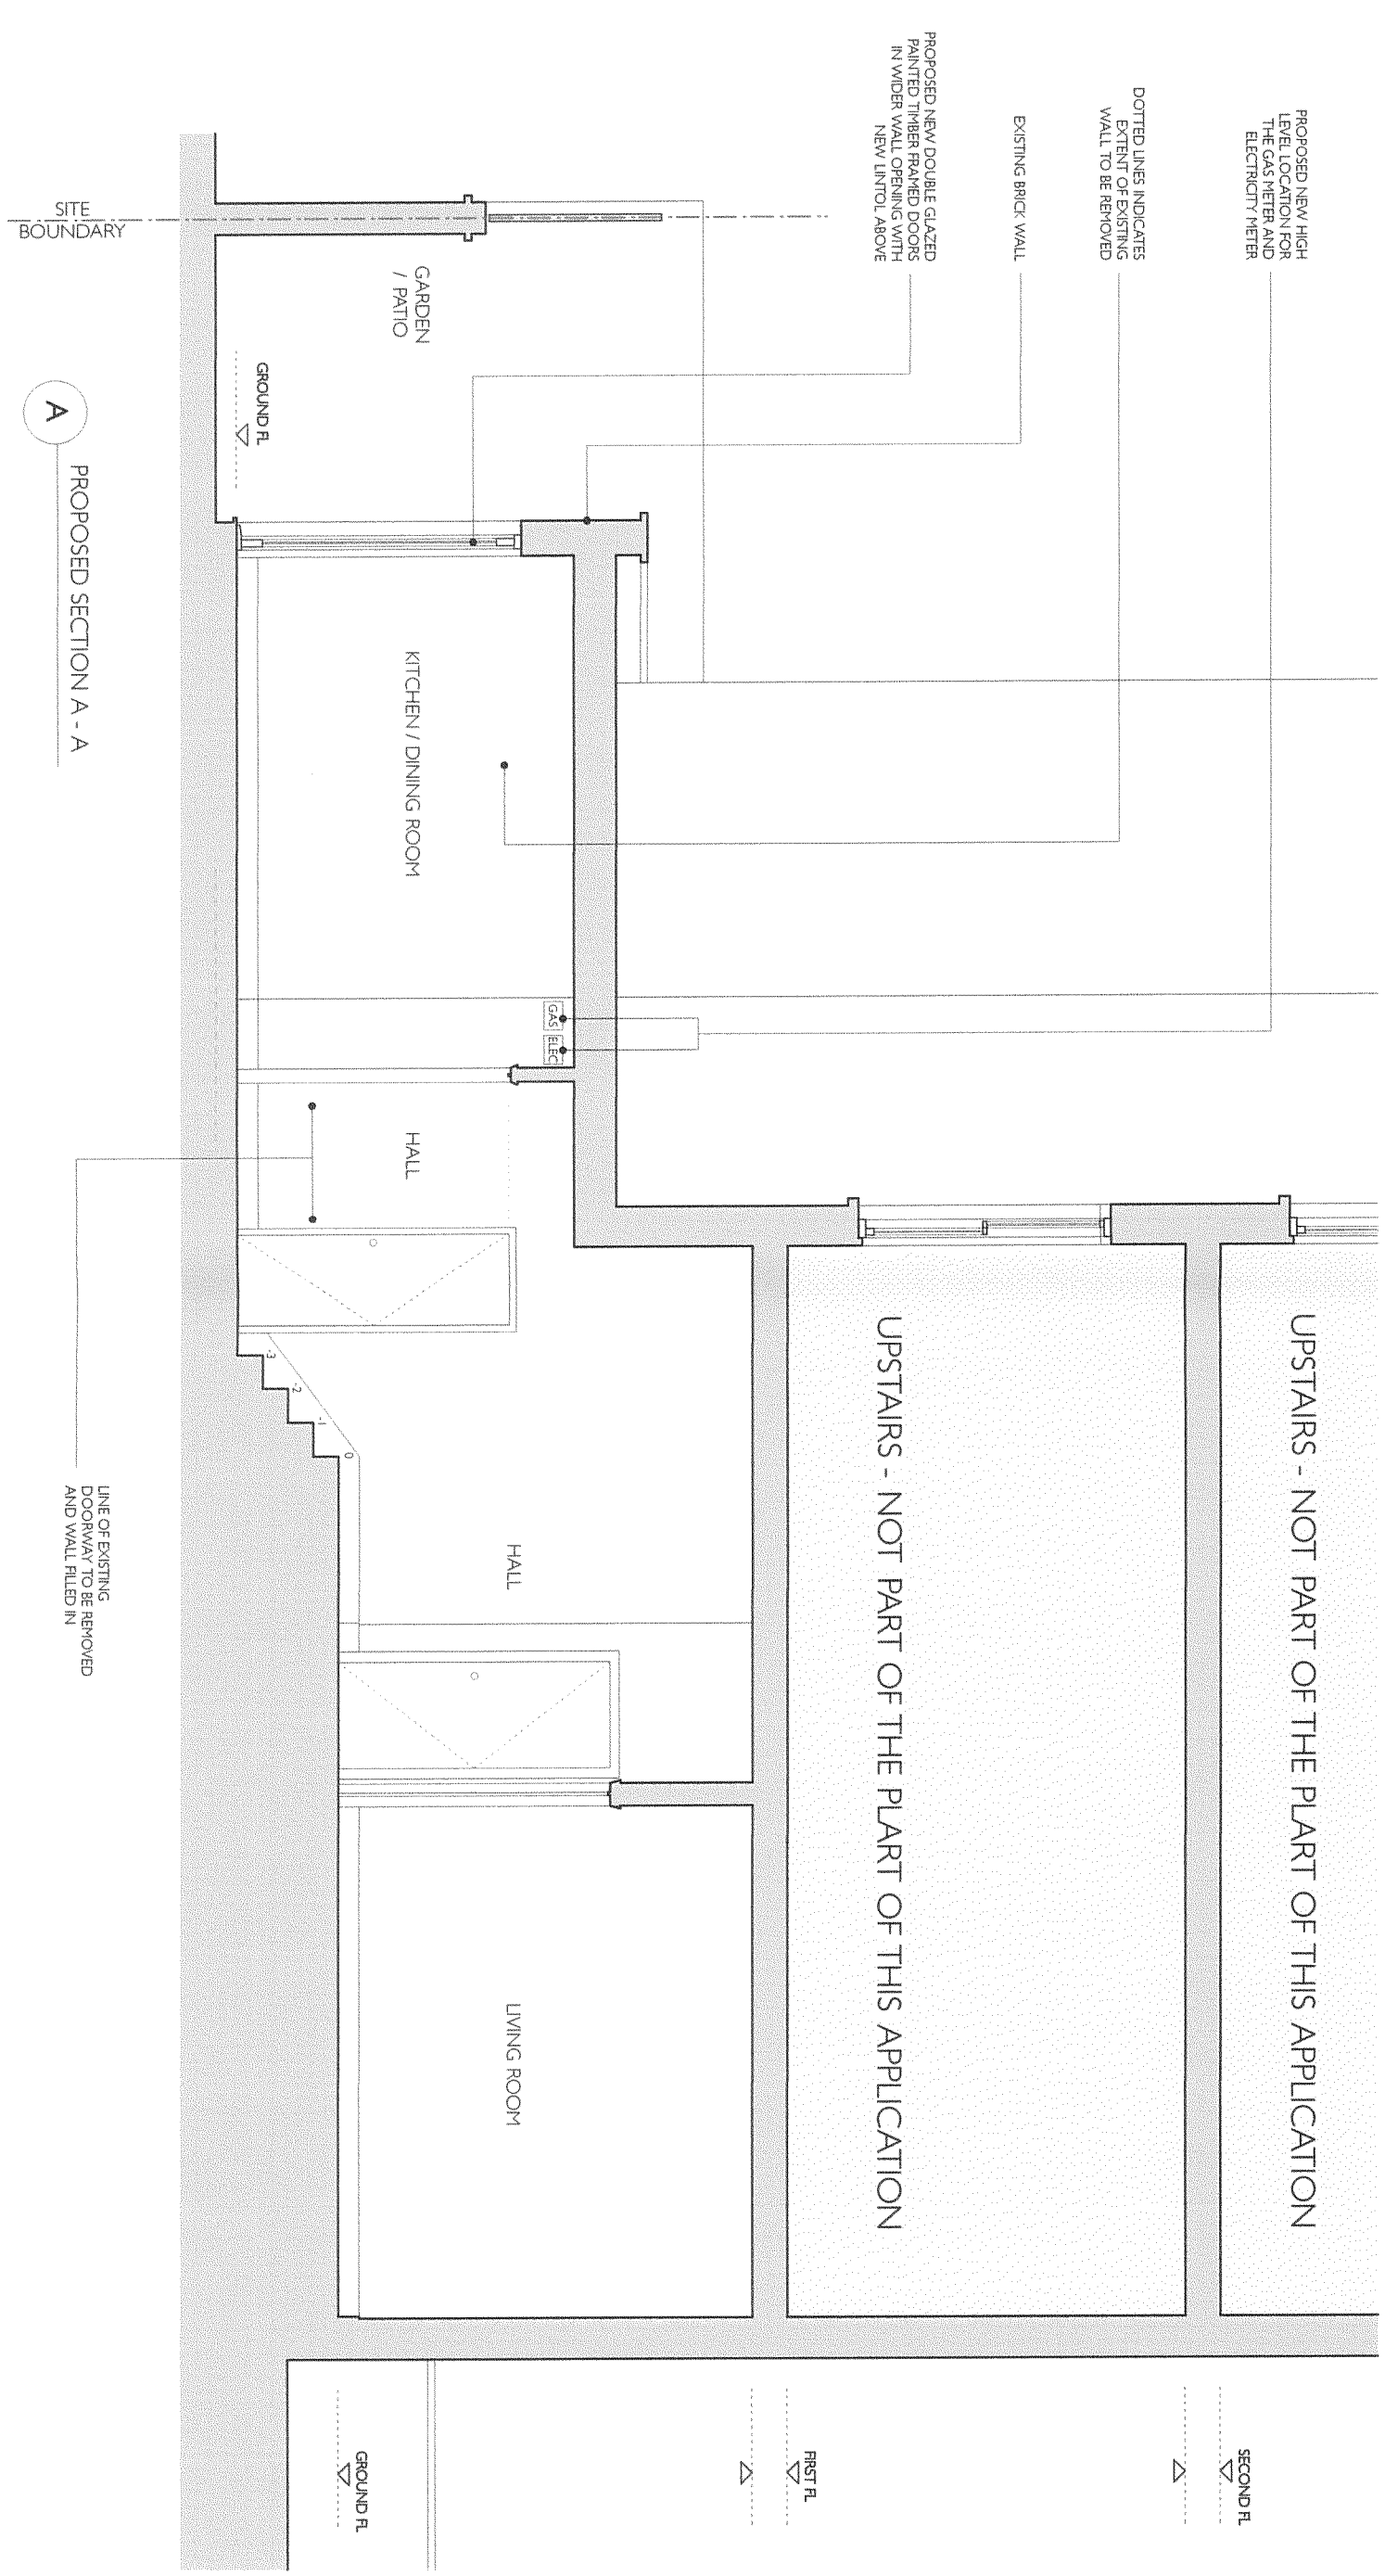 PROPOSED NEW HIGH
LEVEL LOCATION FOR
THE GAS METER AND
ELECTRICITY METER
DOTTED LINES INDICATES
EXTENT OF EXISTING
WALL TO BE REMOVED
EXISTING BRICK WALL
PROPOSED NEW DOUBLE GLAZED
PAINTED TIMBER FRAMED DOORS
IN WIDER WALL OPENING WITH
NEW LINTOL ABOVE
UPSTAIRS - NOT PART OF THE PLART OF THIS APPLICATION
SECOND FL
UPSTAIRS - NOT PART OF THE PLART OF THIS APPLICATION
FIRST FL
GARDEN
/ PATIO
KITCHEN / DINING ROOM
GAS
ELEC
HALL
HALL
LIVING ROOM
GROUND FL
-3
-2
-1
0
GROUND FL
SITE
BOUNDARY
A
PROPOSED SECTION A - A
LINE OF EXISTING
DOORWAY TO BE REMOVED
AND WALL FILLED IN